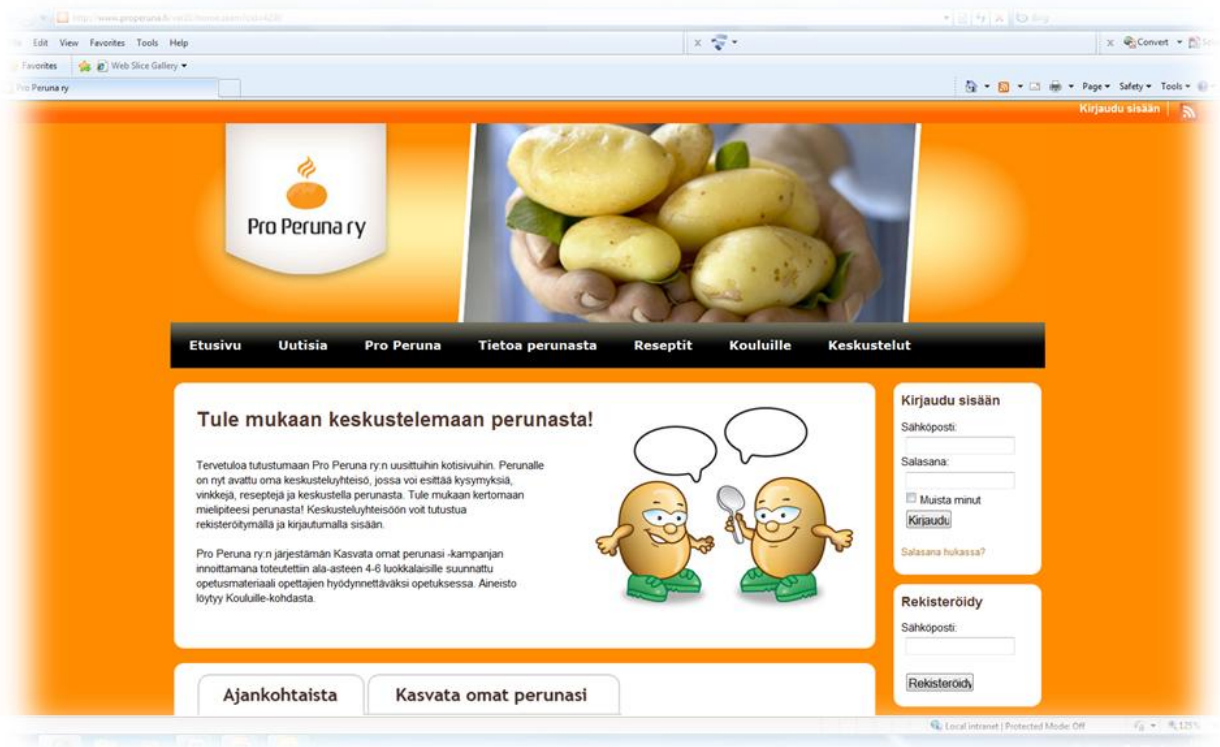 Edit View Favorites Tools Help
x
x Convert
Favorites Web Slice Gallery
Pro Peruna ry
Page Safety Tools
Kirjaudu sisään
Pro Peruna ry
Etusivu Uutisia Pro Peruna Tietoa perunasta Reseptit Kouluille Keskustelut
Tule mukaan keskustelemaan perunasta!
Tervetuloa tutustumaan Pro Peruna ry:n uusittuihin kotisivuihin. Perunalle
on nyt avattu oma keskusteluyhteisö, jossa voi esittää kysymyksiä,
vinkkejä, reseptejä ja keskustella perunasta. Tule mukaan kertomaan
mielipiteesi perunasta! Keskusteluyhteisöön voit tutustua
rekisteröitymällä ja kirjautumalla sisään.
Pro Peruna ry:n järjestämän Kasvata omat perunasi -kampanjan
innoittamana toteutettiin ala-asteen 4-6 luokkalaisille suunnattu
opetusmateriaali opettajien hyödynnettäväksi opetuksessa. Aineisto
löytyy Kouluille-kohdasta.
Kirjaudu sisään
Sähköposti:
Salasana:
Muista minut
Kirjaudu
Salasana hukassa?
Rekisteröidy
Sähköposti:
Rekisteröidy
Ajankohtaista Kasvata omat perunasi
Local intranet | Protected Mode: Off 125%